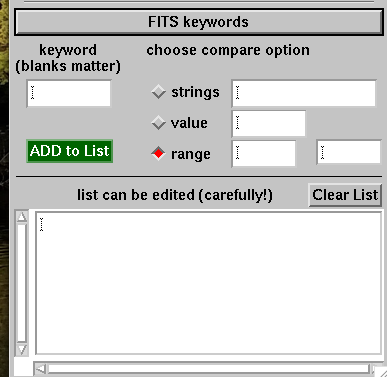 FITS keywords
keyword choose compare option
(blanks matter)
strings
value
ADD to List range
list can be edited (carefully!) Clear List